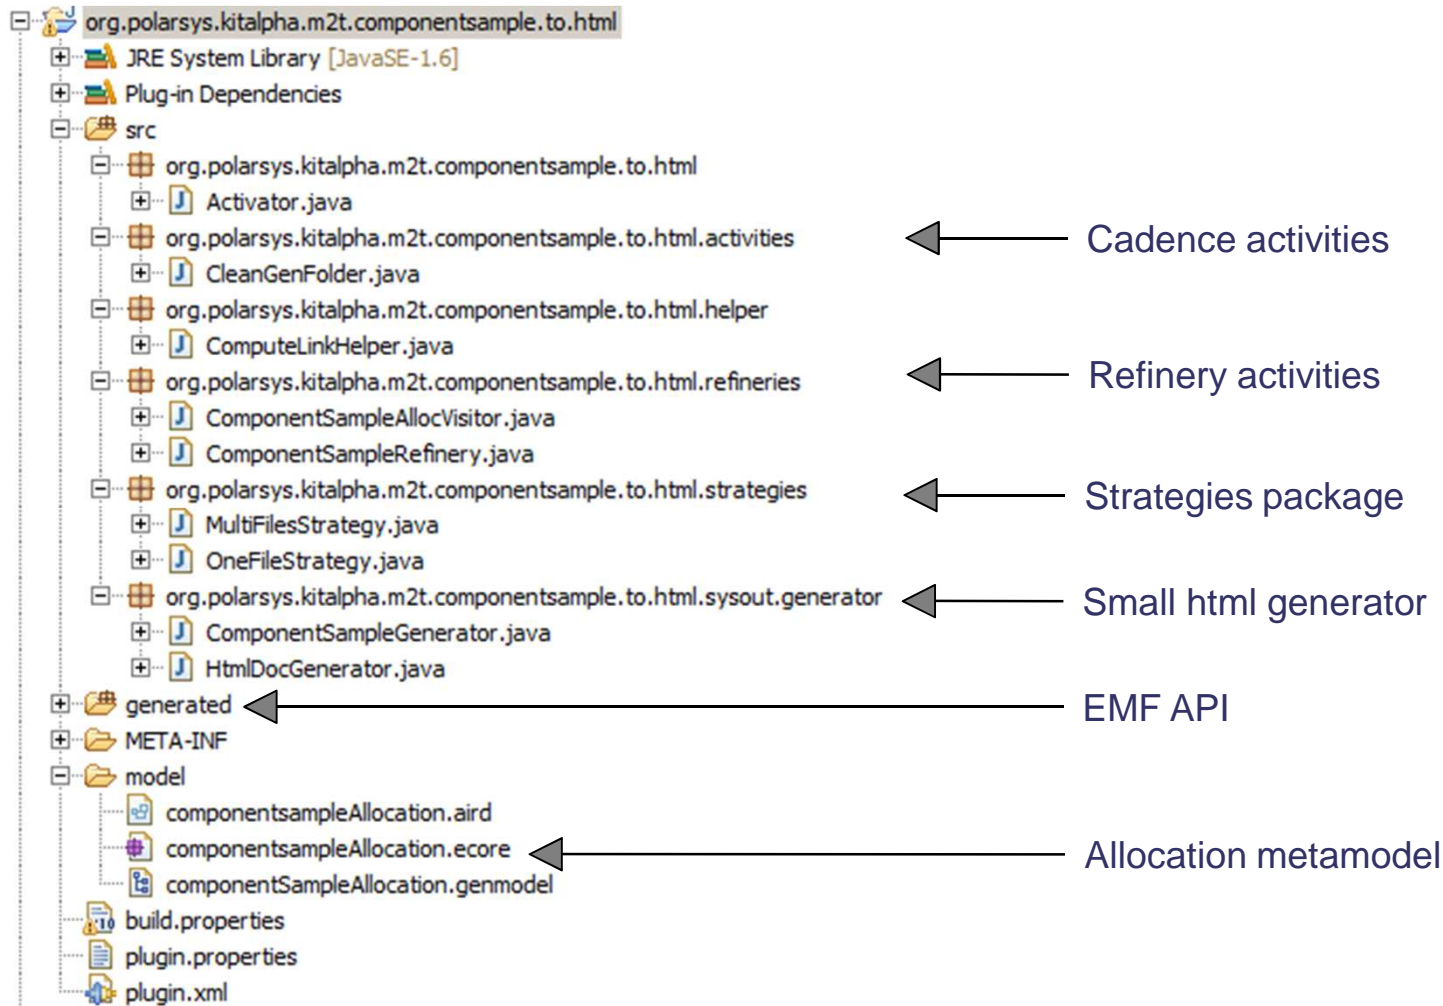 org.polarsys.kitalpha.m2t.componentsample.to.html
JRE System Library [JavaSE-1.6]
Plug-in Dependencies
src
org.polarsys.kitalpha.m2t.componentsample.to.html
Activator.java
org.polarsys.kitalpha.m2t.componentsample.to.html.activities Cadence activities
CleanGenFolder.java
org.polarsys.kitalpha.m2t.componentsample.to.html.helper
ComputeLinkHelper.java
org.polarsys.kitalpha.m2t.componentsample.to.html.refineries Refinery activities
ComponentSampleAllocVisitor.java
ComponentSampleRefinery.java
org.polarsys.kitalpha.m2t.componentsample.to.html.strategies Strategies package
MultiFilesStrategy.java
OneFileStrategy.java
org.polarsys.kitalpha.m2t.componentsample.to.html.sysout.generator Small html generator
ComponentSampleGenerator.java
HtmlDocGenerator.java
generated EMF API
META-INF
model
componentsampleAllocation.aird
componentsampleAllocation.ecore Allocation metamodel
componentSampleAllocation.genmodel
build.properties
plugin.properties
plugin.xml